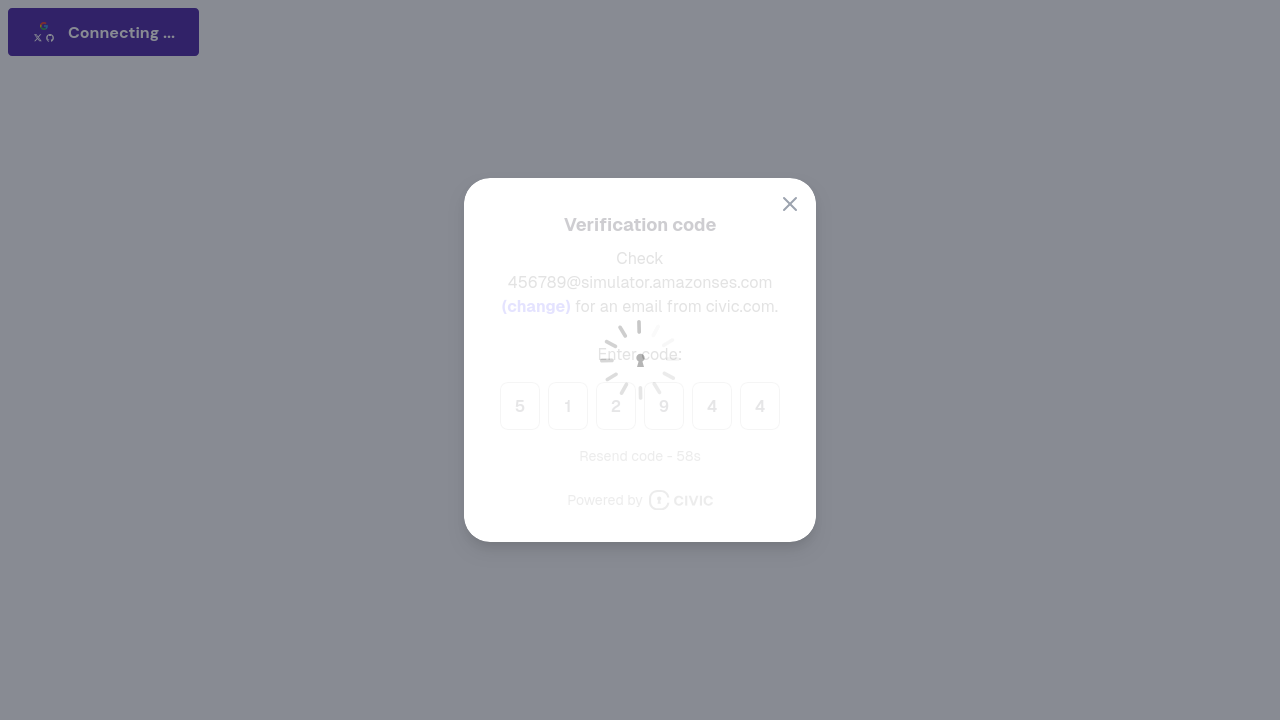 Connecting ...
Verification code
Check
456789@simulator.amazonses.com
(change) for an email from civic.com.
Enter code:
5 1 2 9 4 4
Resend code - 58s
Powered by CIVIC